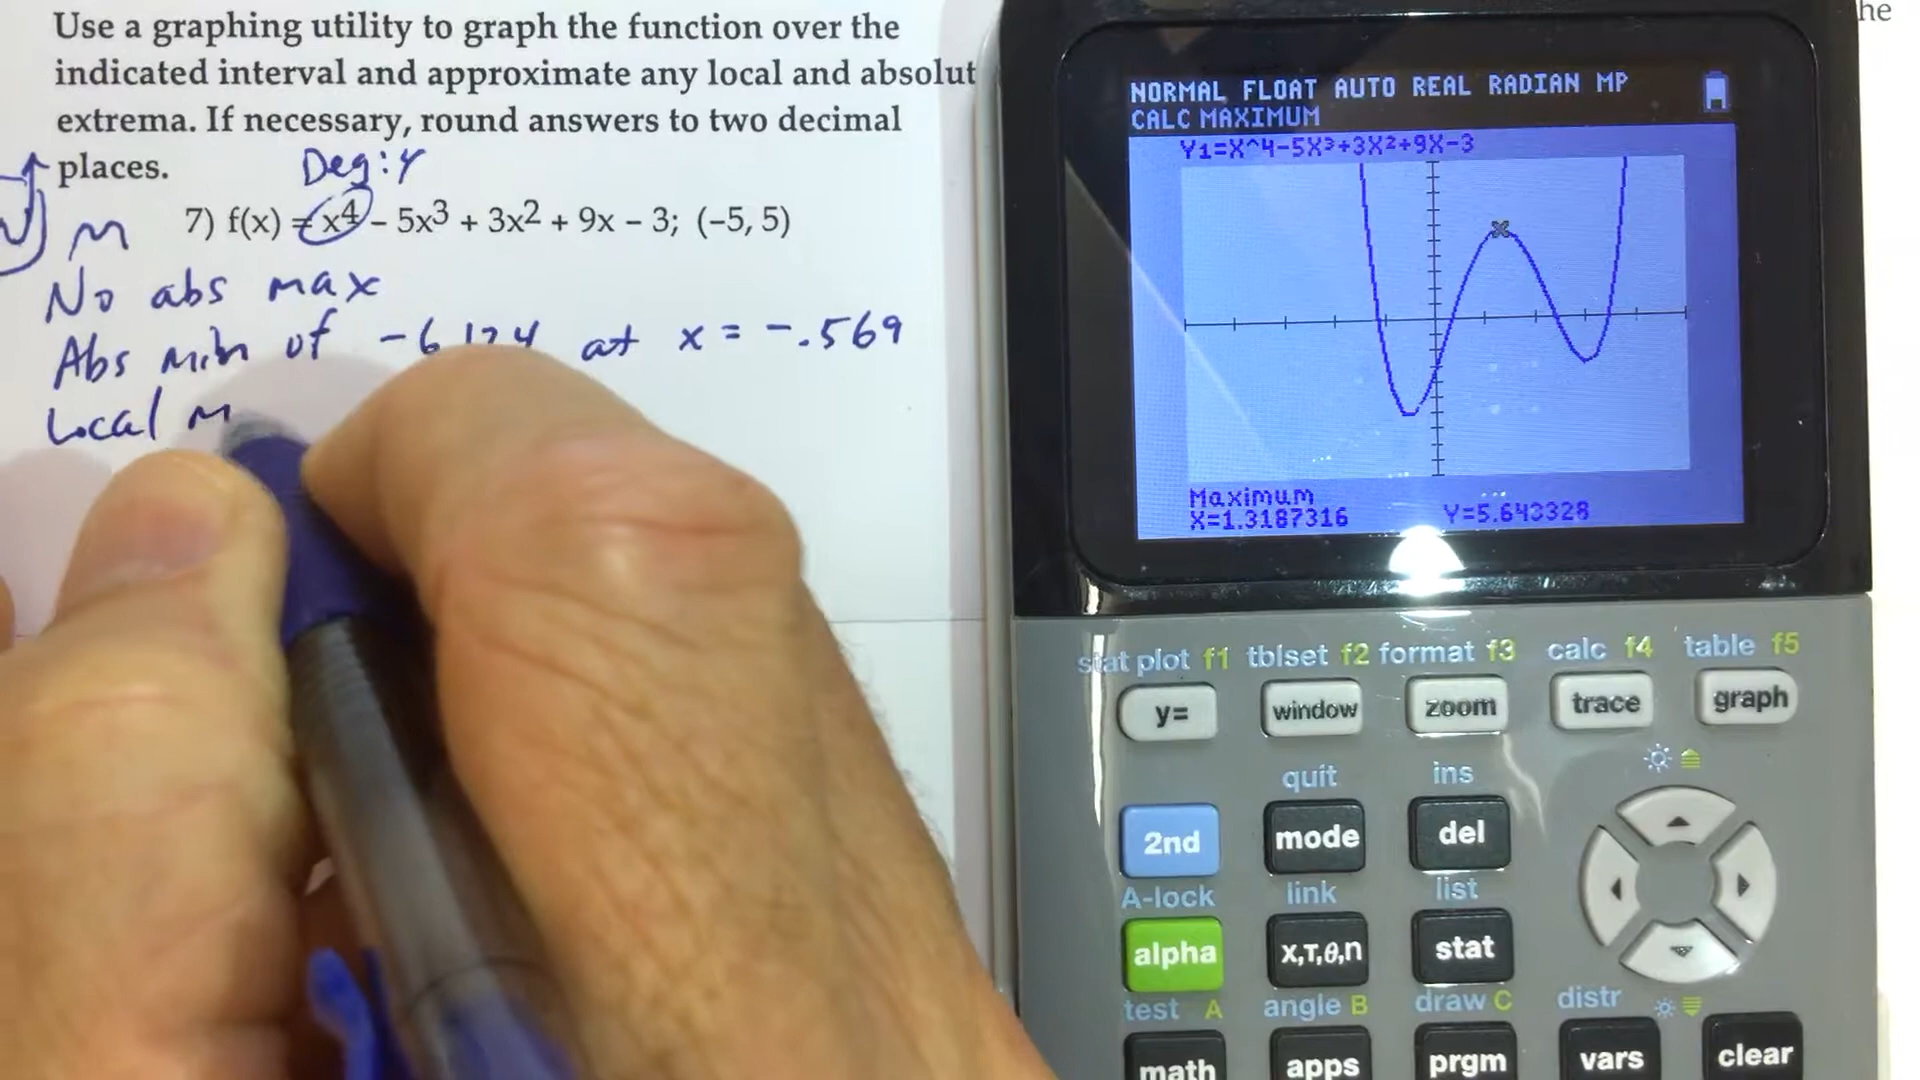 Use a graphing utility to graph the function over the
indicated interval and approximate any local and absolut
extrema. If necessary, round answers to two decimal
places.
Deg: 4
7) f(x) = x⁴ – 5x³ + 3x² + 9x – 3; (–5, 5)
No abs max
Abs min of -6.124 at x = -.569
Local M
he
NORMAL FLOAT AUTO REAL RADIAN MP
CALC MAXIMUM
Y1=X^4-5X³+3X²+9X-3
Maximum
X=1.3187316 Y=5.643328
stat plot f1 tblset f2 format f3 calc f4 table f5
y= window zoom trace graph
quit ins
2nd mode del
A-lock link list
alpha X,T,θ,n stat
test A angle B draw C distr
math apps prgm vars clear